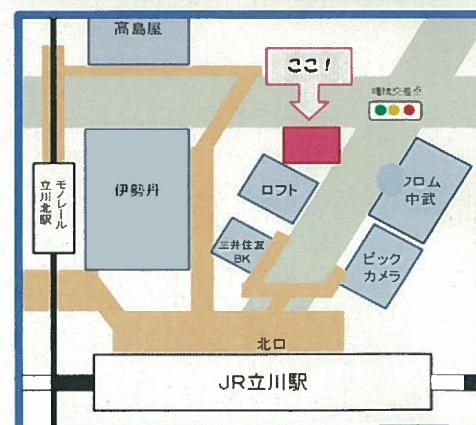 高島屋
ここ!
曙橋交差点
モノレール
立川北駅
伊勢丹
ロフト
フロム
中武
三井住友
BK
ビック
カメラ
北口
JR立川駅